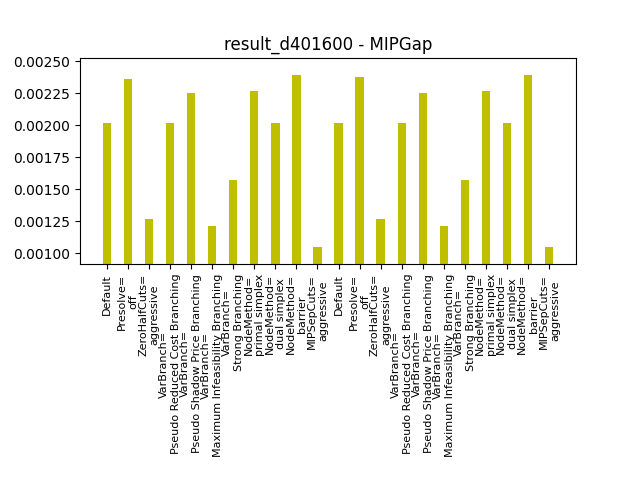 result_d401600 - MIPGap
0.00250
0.00225
0.00200
0.00175
0.00150
0.00125
0.00100
Default
Presolve=
off
ZeroHalfCuts=
aggressive
VarBranch=
Pseudo Reduced Cost Branching
VarBranch=
Pseudo Shadow Price Branching
VarBranch=
Maximum Infeasibility Branching
VarBranch=
Strong Branching
NodeMethod=
primal simplex
NodeMethod=
dual simplex
NodeMethod=
barrier
MIPSepCuts=
aggressive
Default
Presolve=
off
ZeroHalfCuts=
aggressive
VarBranch=
Pseudo Reduced Cost Branching
VarBranch=
Pseudo Shadow Price Branching
VarBranch=
Maximum Infeasibility Branching
VarBranch=
Strong Branching
NodeMethod=
primal simplex
NodeMethod=
dual simplex
NodeMethod=
barrier
MIPSepCuts=
aggressive